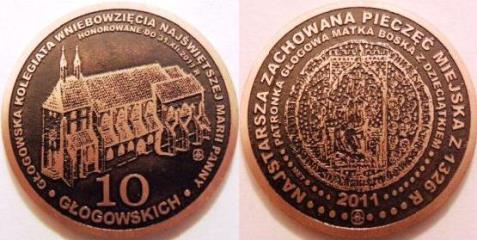 GŁOGOWSKA KOLEGIATA WNIEBOWZIĘCIA NAJŚWIĘTSZEJ MARII PANNY
HONOROWANE DO 31.XII.2011 R
10
• GŁOGOWSKICH •
NAJSTARSZA ZACHOWANA PIECZĘĆ MIEJSKA Z 1326 R
PATRONKA GŁOGOWA MATKA BOSKA Z DZIECIĄTKIEM
2011